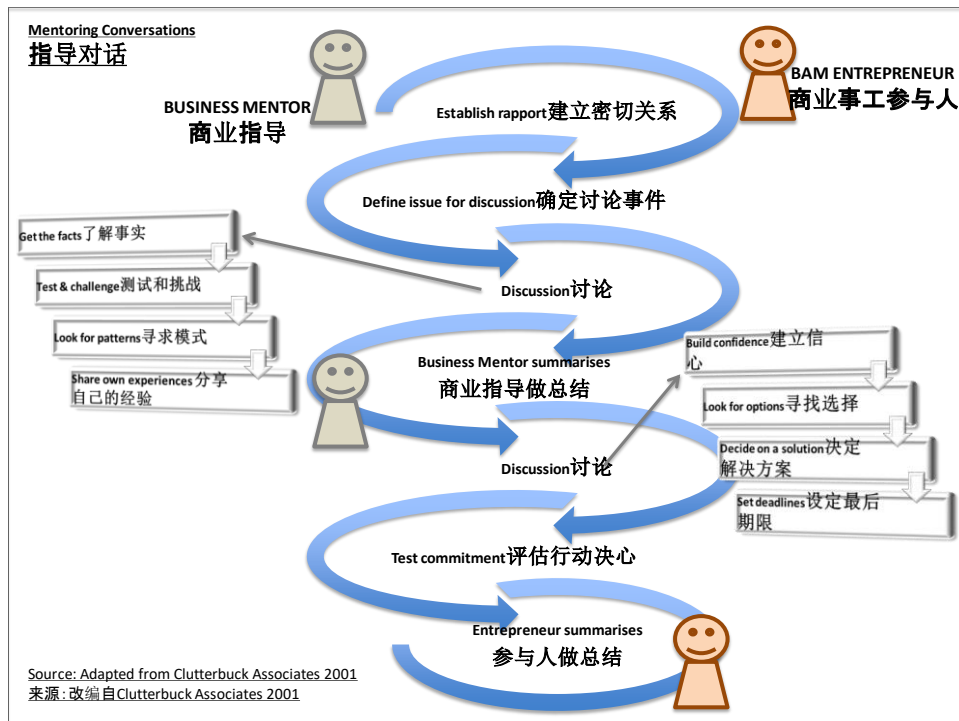 Mentoring Conversations
指导对话
BUSINESS MENTOR
商业指导
BAM ENTREPRENEUR
商业事工参与人
Establish rapport建立密切关系
Define issue for discussion确定讨论事件
Get the facts了解事实
Test & challenge测试和挑战
Look for patterns寻求模式
Share own experiences 分享
自己的经验
Discussion讨论
Business Mentor summarises
商业指导做总结
Build confidence建立信
心
Look for options寻找选择
Decide on a solution决定
解决方案
Set deadlines设定最后
期限
Discussion讨论
Test commitment评估行动决心
Entrepreneur summarises
参与人做总结
Source: Adapted from Clutterbuck Associates 2001
来源：改编自Clutterbuck Associates 2001